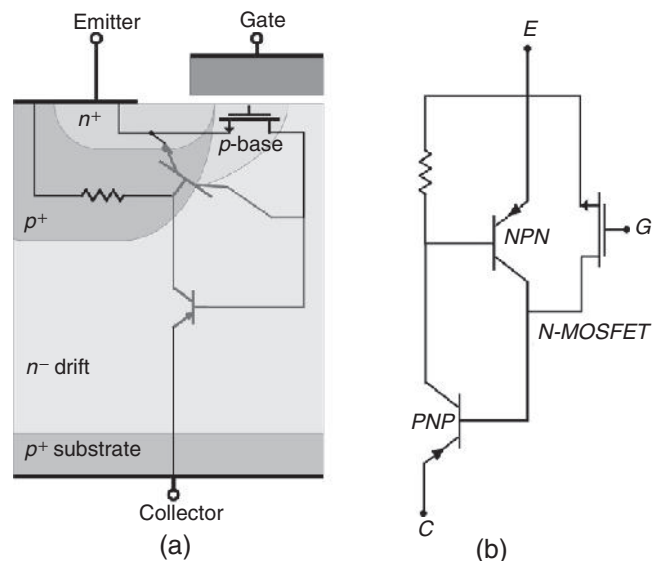 Emitter
Gate
n+
p-base
p+
n− drift
p+ substrate
Collector
(a)
E
NPN
G
N-MOSFET
PNP
C
(b)